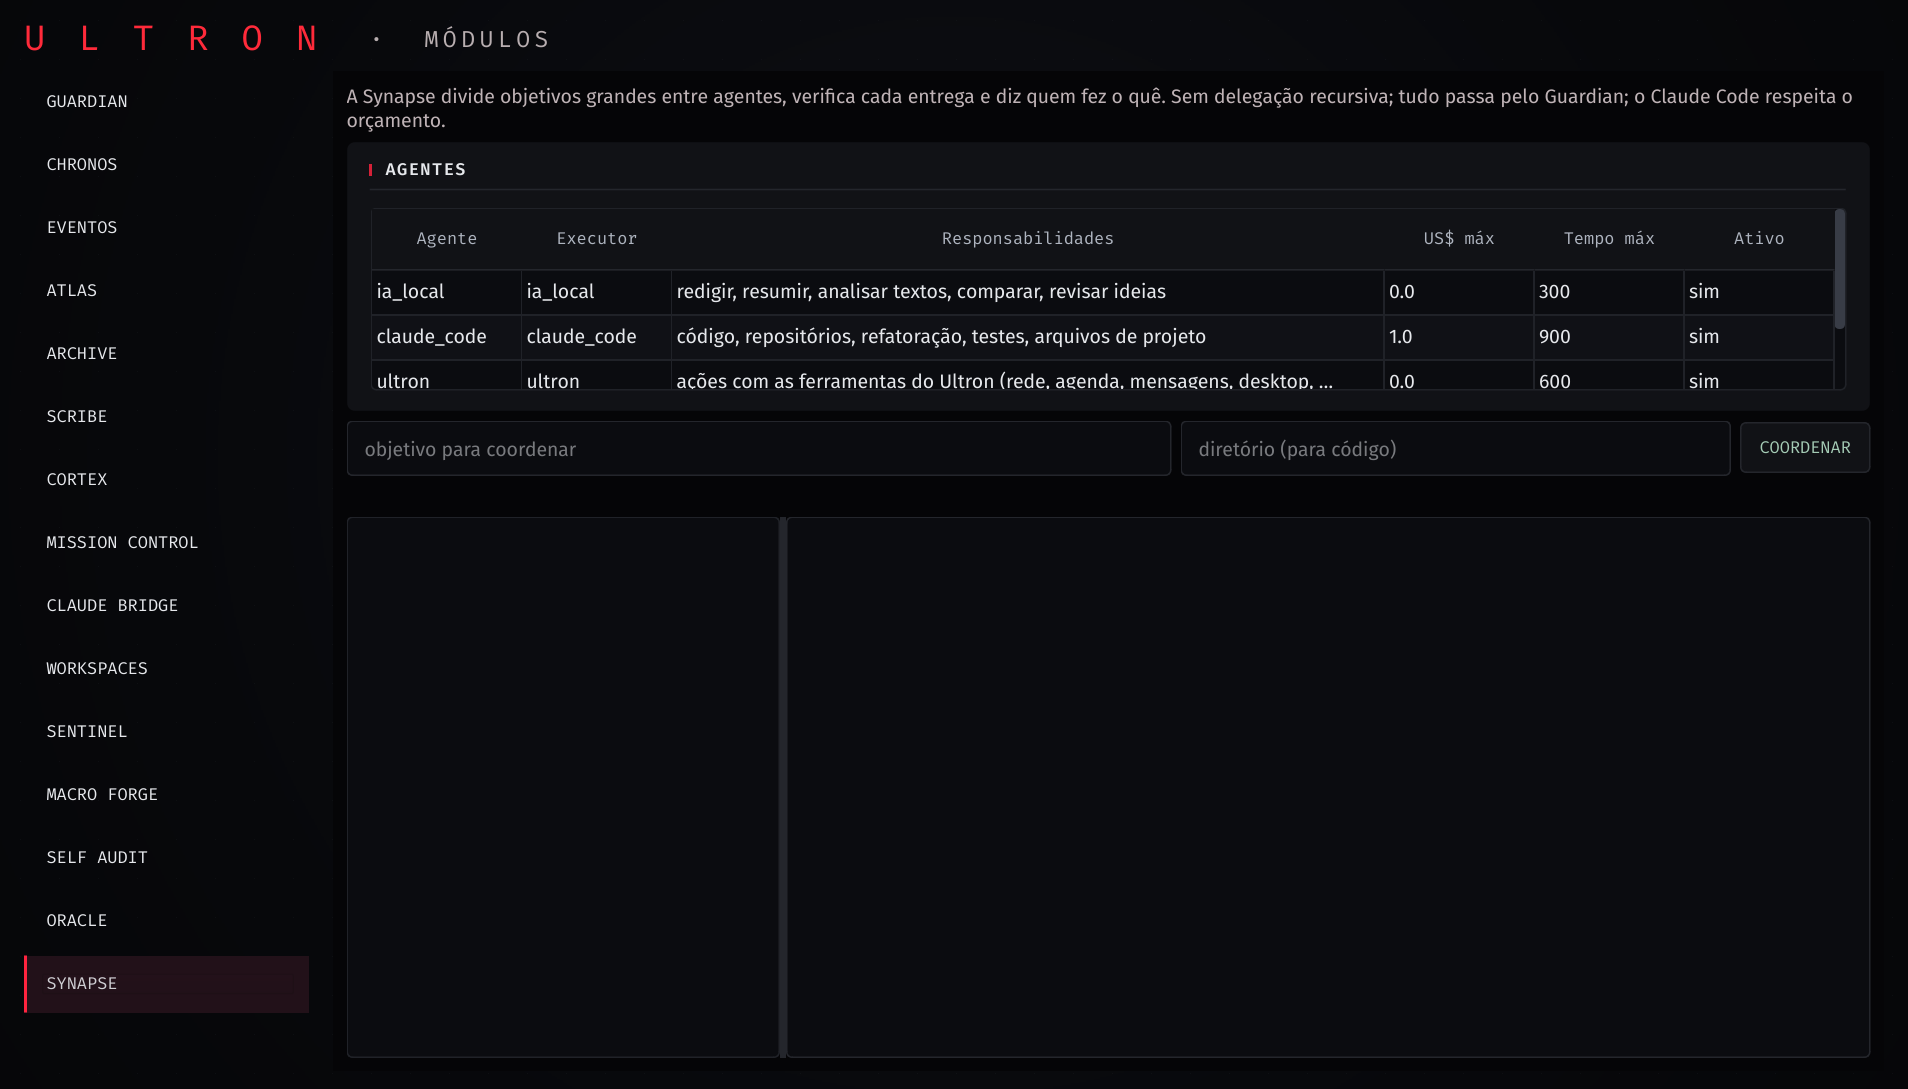 ULTRON · MÓDULOS
GUARDIAN
CHRONOS
EVENTOS
ATLAS
ARCHIVE
SCRIBE
CORTEX
MISSION CONTROL
CLAUDE BRIDGE
WORKSPACES
SENTINEL
MACRO FORGE
SELF AUDIT
ORACLE
SYNAPSE
A Synapse divide objetivos grandes entre agentes, verifica cada entrega e diz quem fez o quê. Sem delegação recursiva; tudo passa pelo Guardian; o Claude Code respeita o
orçamento.
AGENTES
Agente Executor Responsabilidades US$ máx Tempo máx Ativo
ia_local ia_local redigir, resumir, analisar textos, comparar, revisar ideias 0.0 300 sim
claude_code claude_code código, repositórios, refatoração, testes, arquivos de projeto 1.0 900 sim
ultron ultron ações com as ferramentas do Ultron (rede, agenda, mensagens, desktop, ... 0.0 600 sim
objetivo para coordenar diretório (para código) COORDENAR